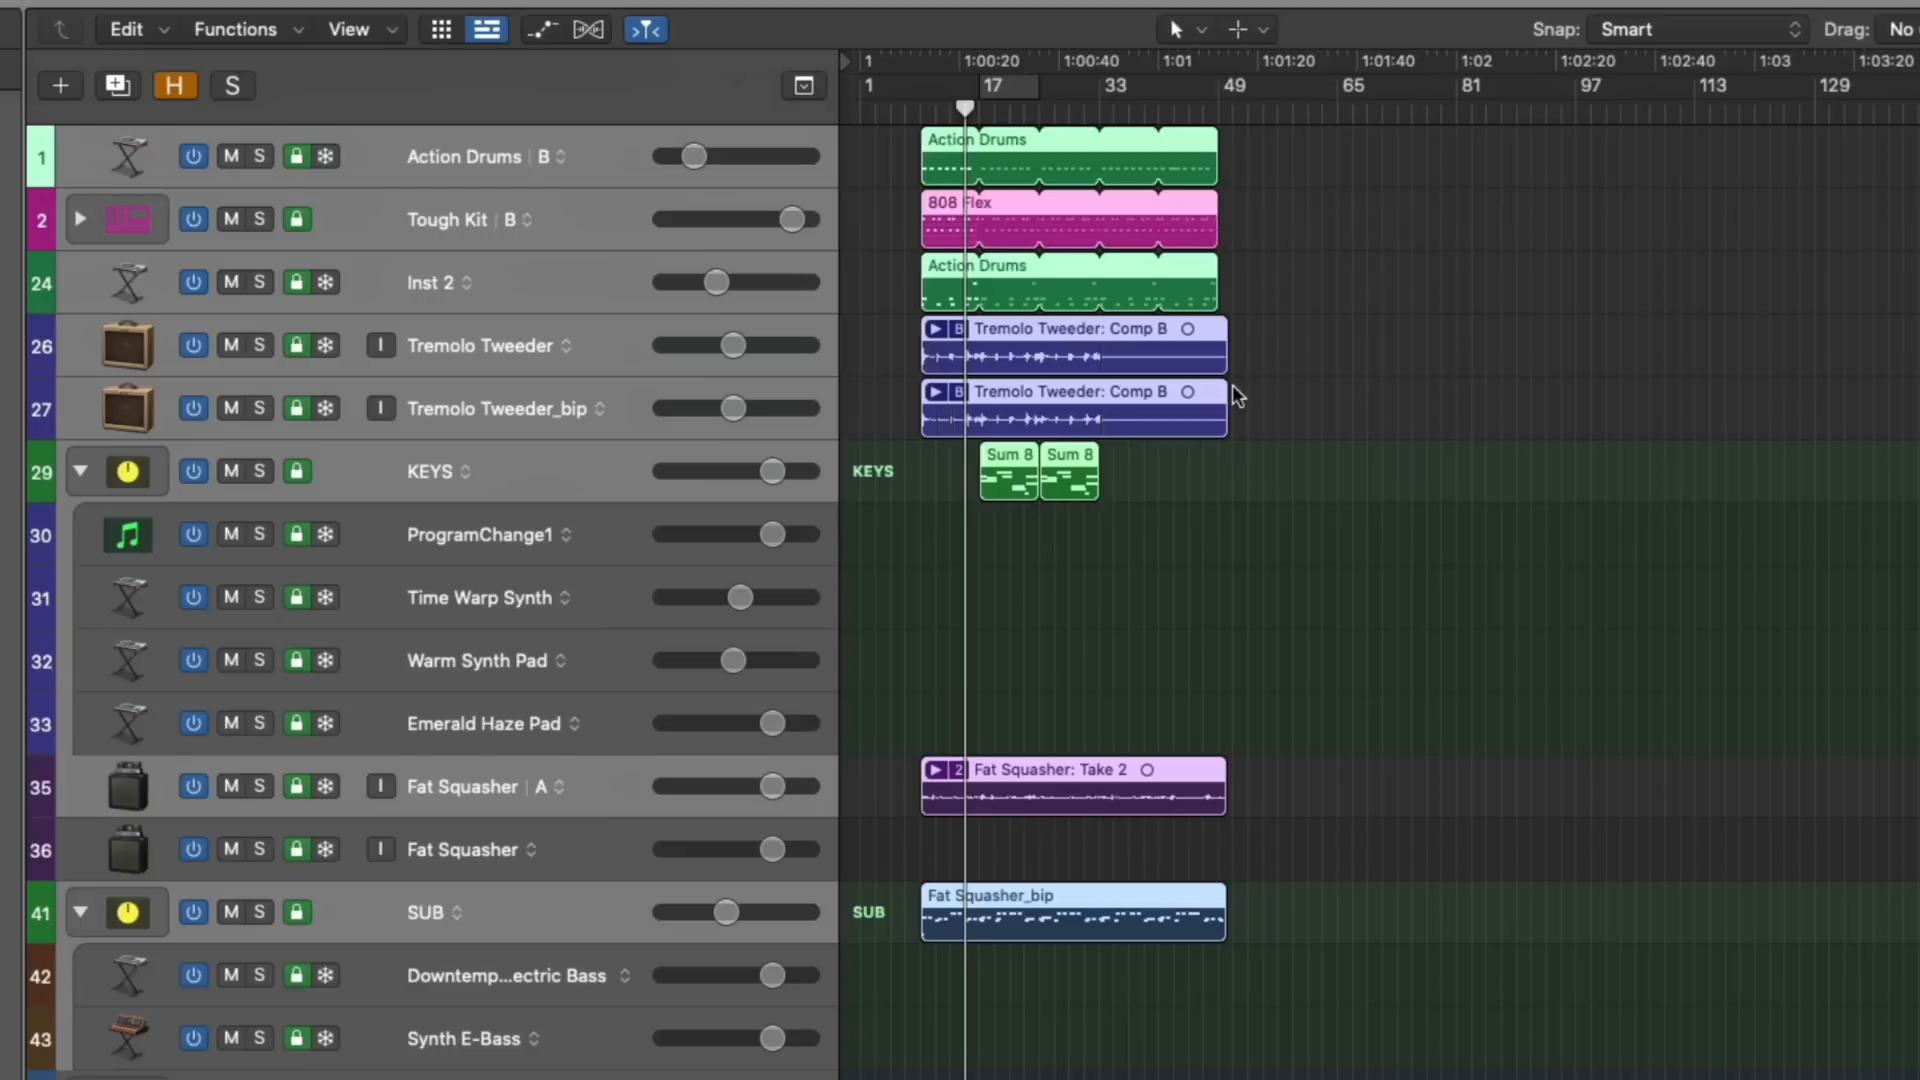 Edit Functions View Snap: Smart Drag: No
1 1:00:20 1:00:40 1:01 1:01:20 1:01:40 1:02 1:02:20 1:02:40 1:03 1:03:20
H S 1 17 33 49 65 81 97 113 129
1 M S Action Drums | B Action Drums
2 M S Tough Kit | B 808 Flex
24 M S Inst 2 Action Drums
26 M S I Tremolo Tweeder B Tremolo Tweeder: Comp B
27 M S I Tremolo Tweeder_bip B Tremolo Tweeder: Comp B
29 M S KEYS KEYS Sum 8 Sum 8
30 M S ProgramChange1
31 M S Time Warp Synth
32 M S Warm Synth Pad
33 M S Emerald Haze Pad
35 M S I Fat Squasher | A 2 Fat Squasher: Take 2
36 M S I Fat Squasher
41 M S SUB SUB Fat Squasher_bip
42 M S Downtemp...ectric Bass
43 M S Synth E-Bass